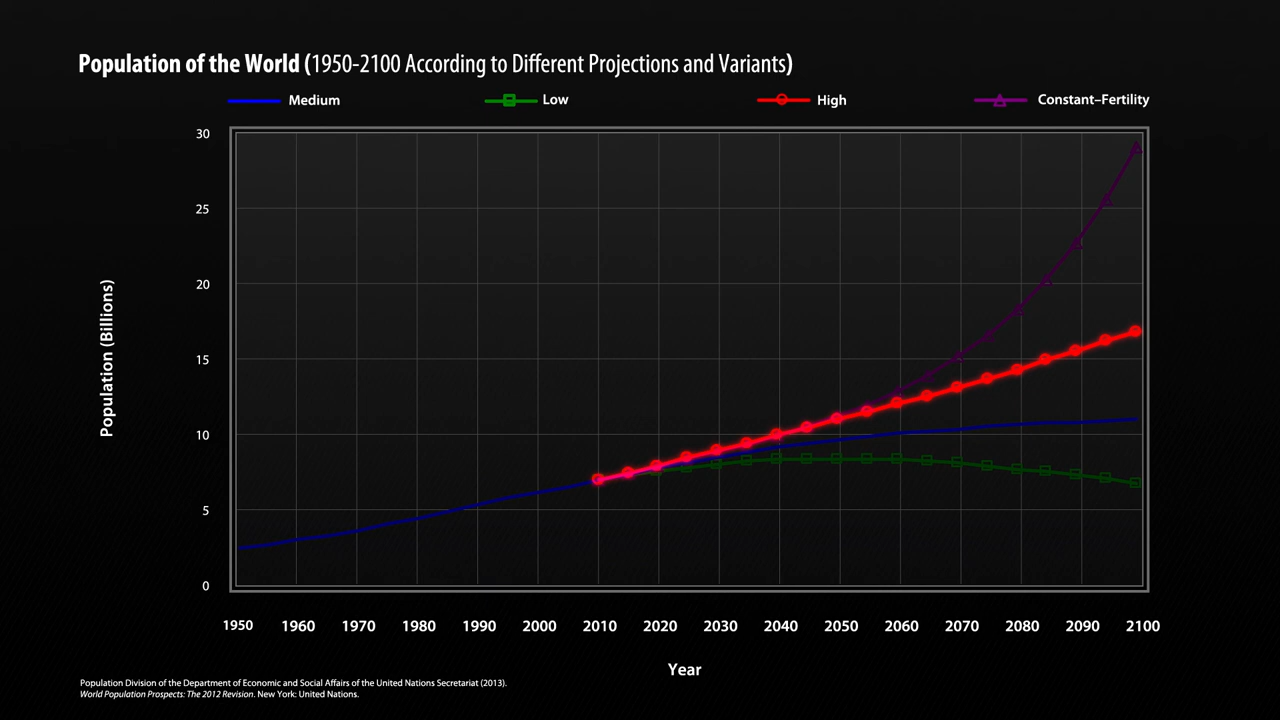 Population of the World (1950-2100 According to Different Projections and Variants)
Medium Low High Constant–Fertility
30
25
20
15
10
5
0
Population (Billions)
1950 1960 1970 1980 1990 2000 2010 2020 2030 2040 2050 2060 2070 2080 2090 2100
Year
Population Division of the Department of Economic and Social Affairs of the United Nations Secretariat (2013).
World Population Prospects: The 2012 Revision. New York: United Nations.